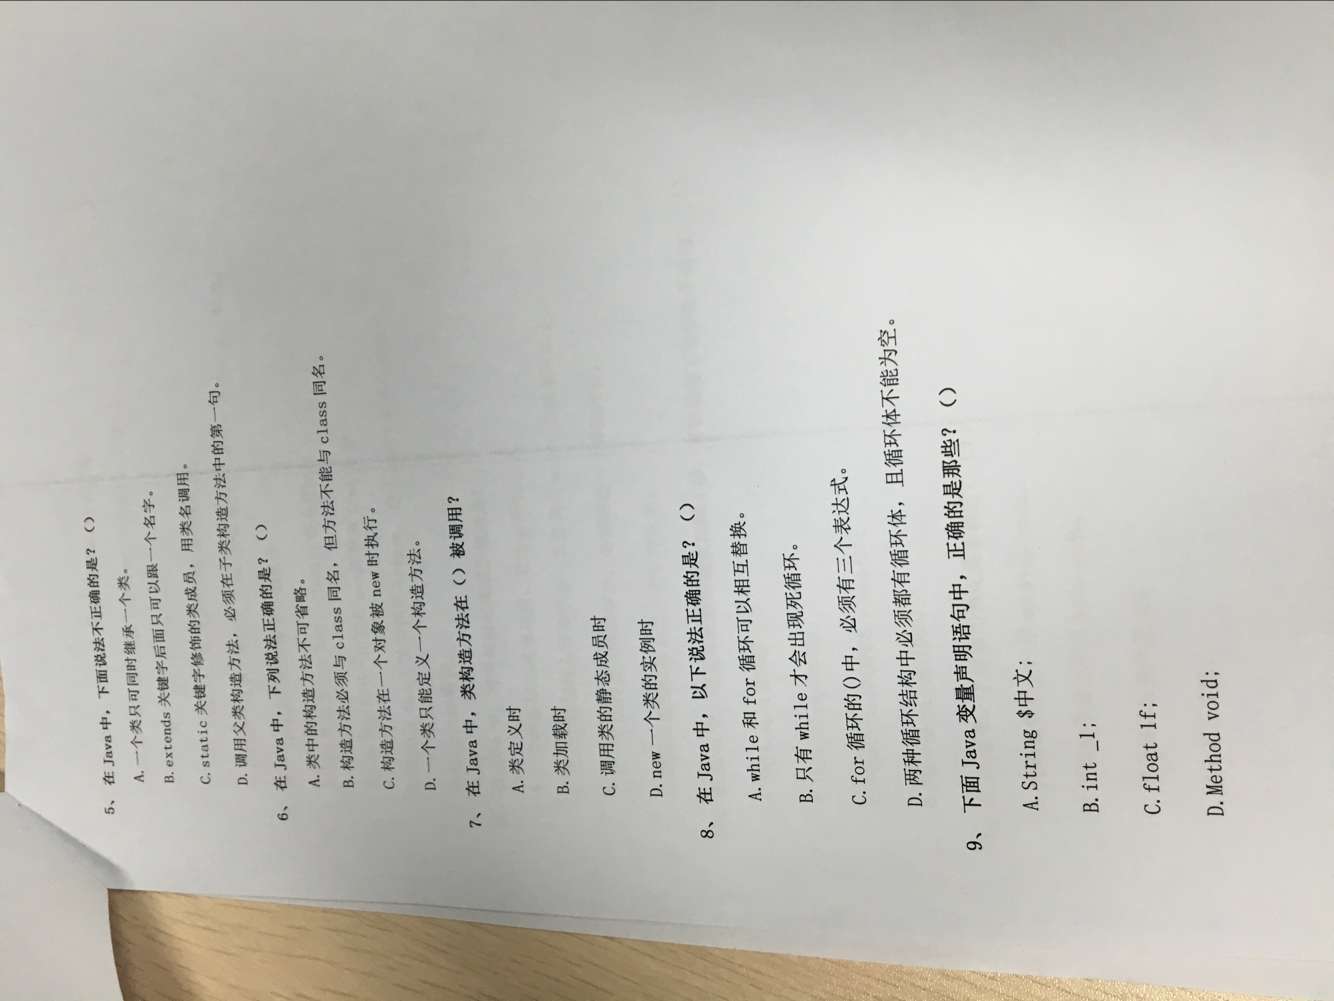 5、 在 Java 中，下面说法不正确的是？（）
A. 一个类只可同时继承一个类。
B. extends 关键字后面只可以跟一个名字。
C. static 关键字修饰的类成员，用类名调用。
D. 调用父类构造方法，必须在子类构造方法中的第一句。
6、 在 Java 中，下列说法正确的是？（）
A. 类中的构造方法不可省略。
B. 构造方法必须与 class 同名，但方法不能与 class 同名。
C. 构造方法在一个对象被 new 时执行。
D. 一个类只能定义一个构造方法。
7、 在 Java 中，类构造方法在（）被调用？
A. 类定义时
B. 类加载时
C. 调用类的静态成员时
D. new 一个类的实例时
8、 在 Java 中，以下说法正确的是？（）
A. while 和 for 循环可以相互替换。
B. 只有 while 才会出现死循环。
C. for 循环的()中，必须有三个表达式。
D. 两种循环结构中必须都有循环体，且循环体不能为空。
9、 下面 Java 变量声明语句中，正确的是那些？（）
A. String $中文;
B. int _1;
C. float 1f;
D. Method void;